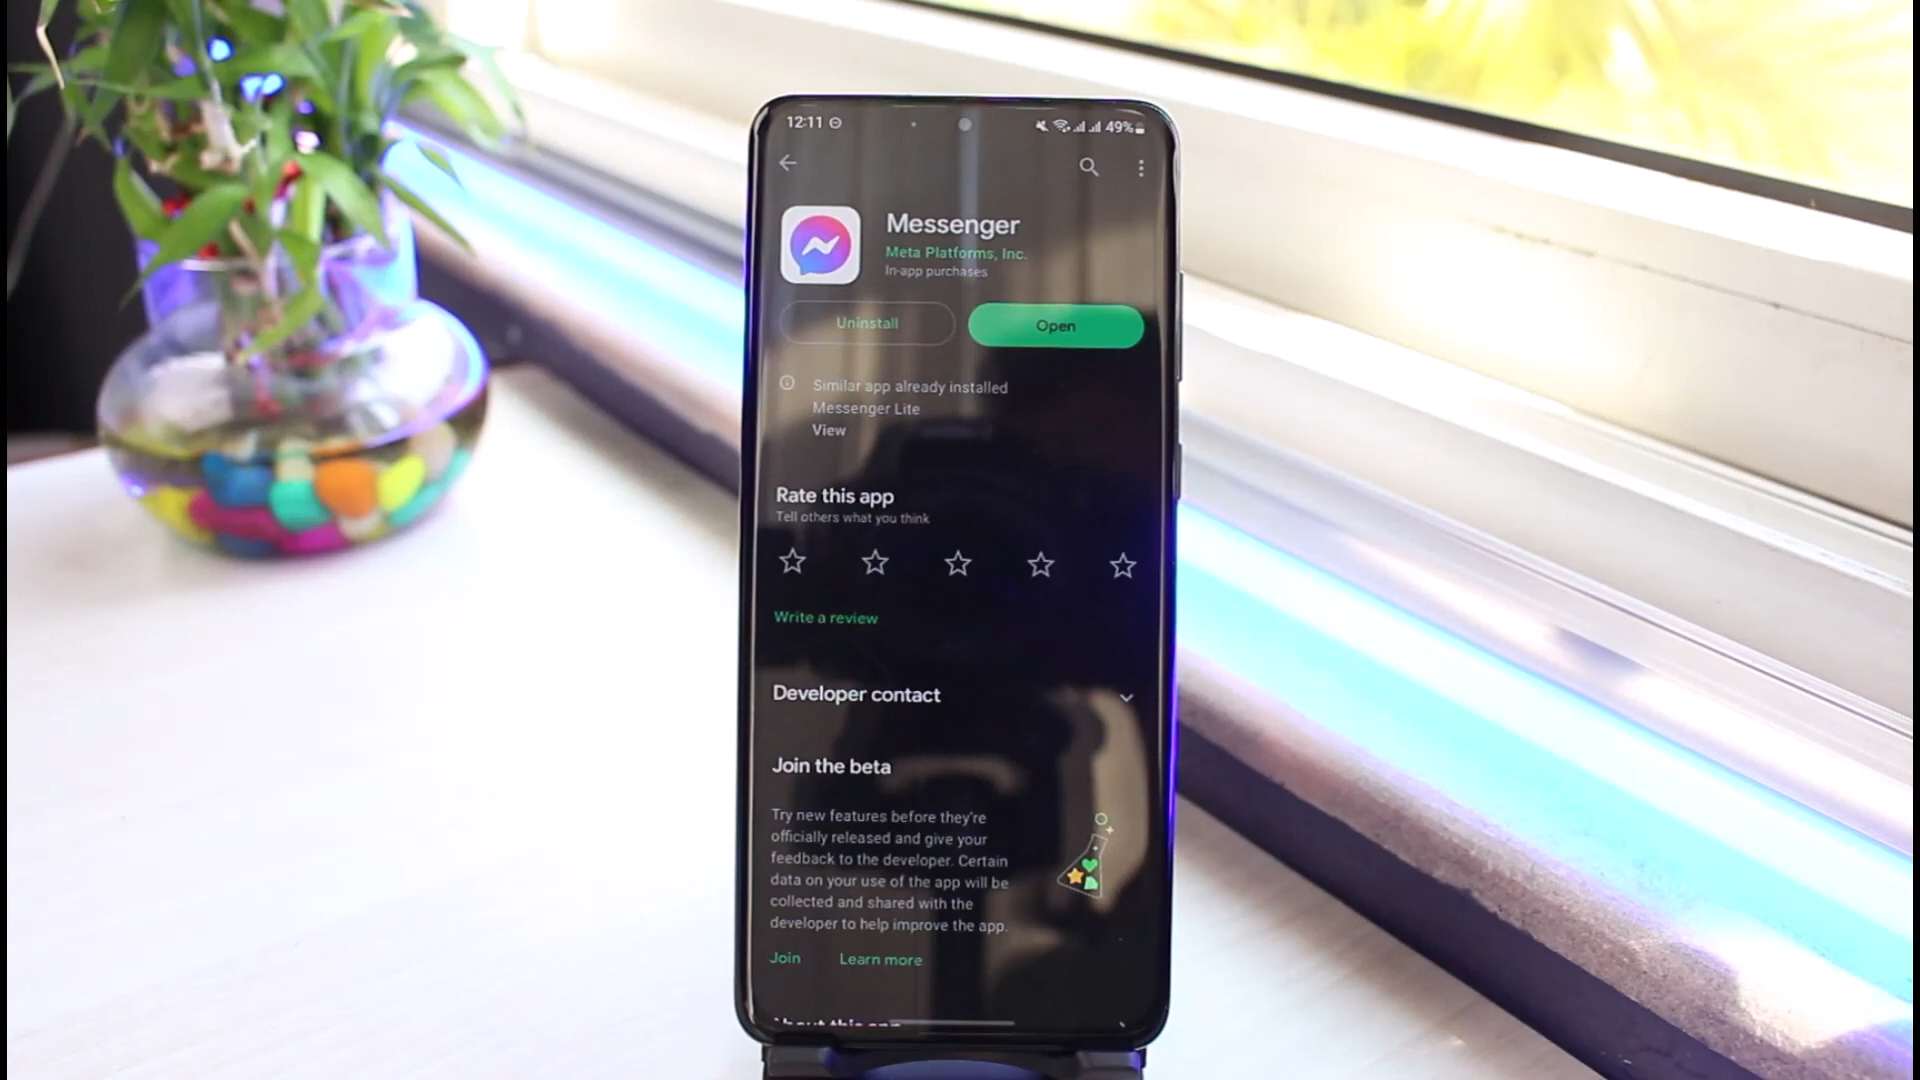 12:11
49%
Messenger
Meta Platforms, Inc.
In-app purchases
Uninstall
Open
Similar app already installed
Messenger Lite
View
Rate this app
Tell others what you think
Write a review
Developer contact
Join the beta
Try new features before they're
officially released and give your
feedback to the developer. Certain
data on your use of the app will be
collected and shared with the
developer to help improve the app.
Join
Learn more
About this app